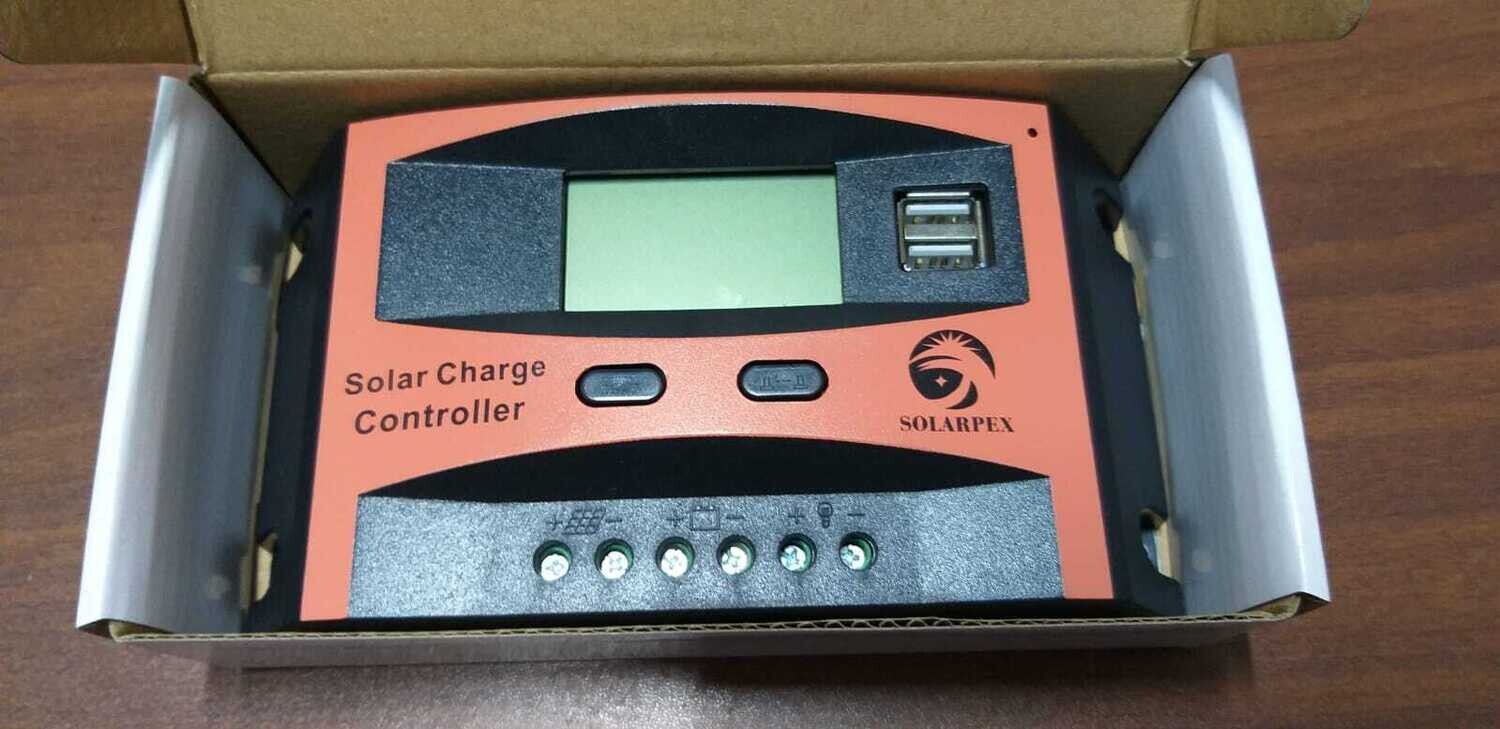 Solar Charge
Controller
SOLARPEX
+ -
+ -
+ -